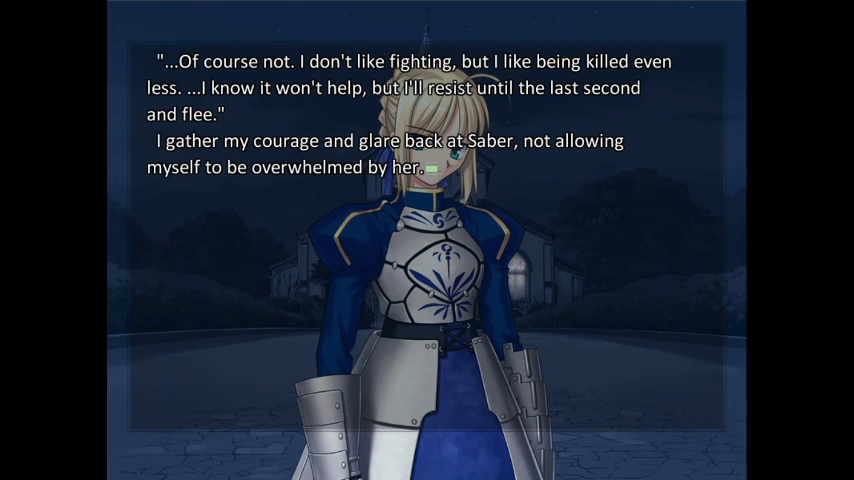 "...Of course not. I don't like fighting, but I like being killed even
less. ...I know it won't help, but I'll resist until the last second
and flee."
I gather my courage and glare back at Saber, not allowing
myself to be overwhelmed by her.